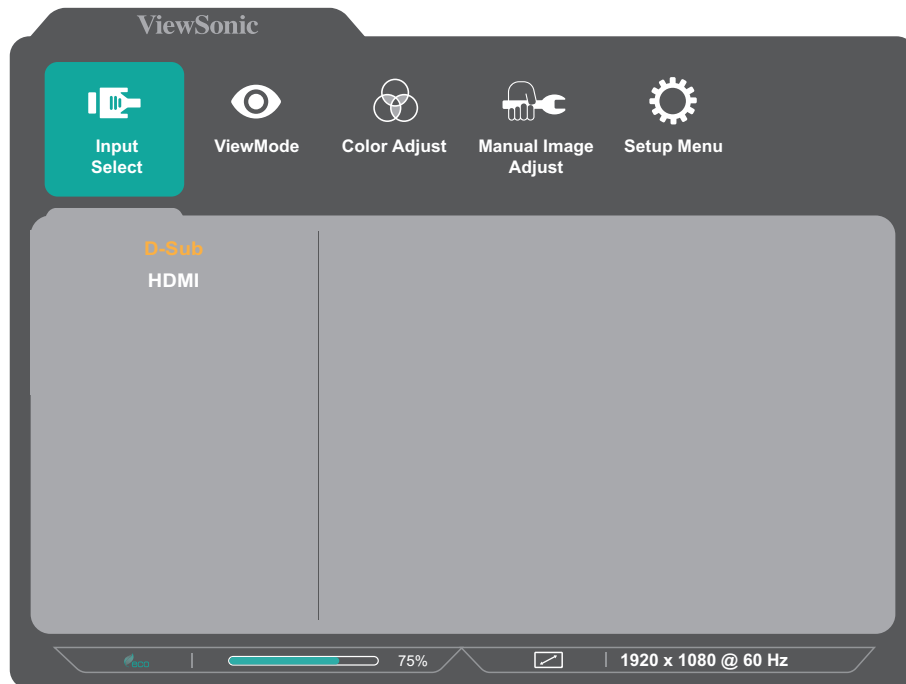 ViewSonic
Input
Select
ViewMode
Color Adjust
Manual Image
Adjust
Setup Menu
D-Sub
HDMI
eco
75%
1920 x 1080 @ 60 Hz